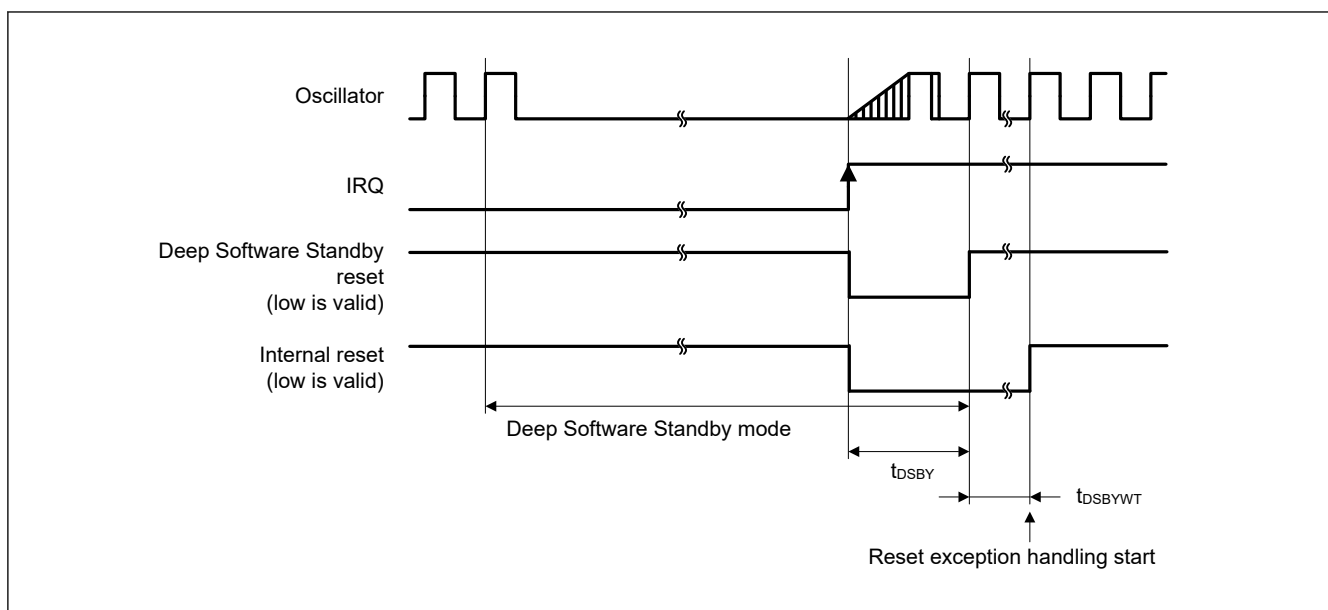 Oscillator
IRQ
Deep Software Standby
reset
(low is valid)
Internal reset
(low is valid)
Deep Software Standby mode
tDSBY
tDSBYWT
Reset exception handling start